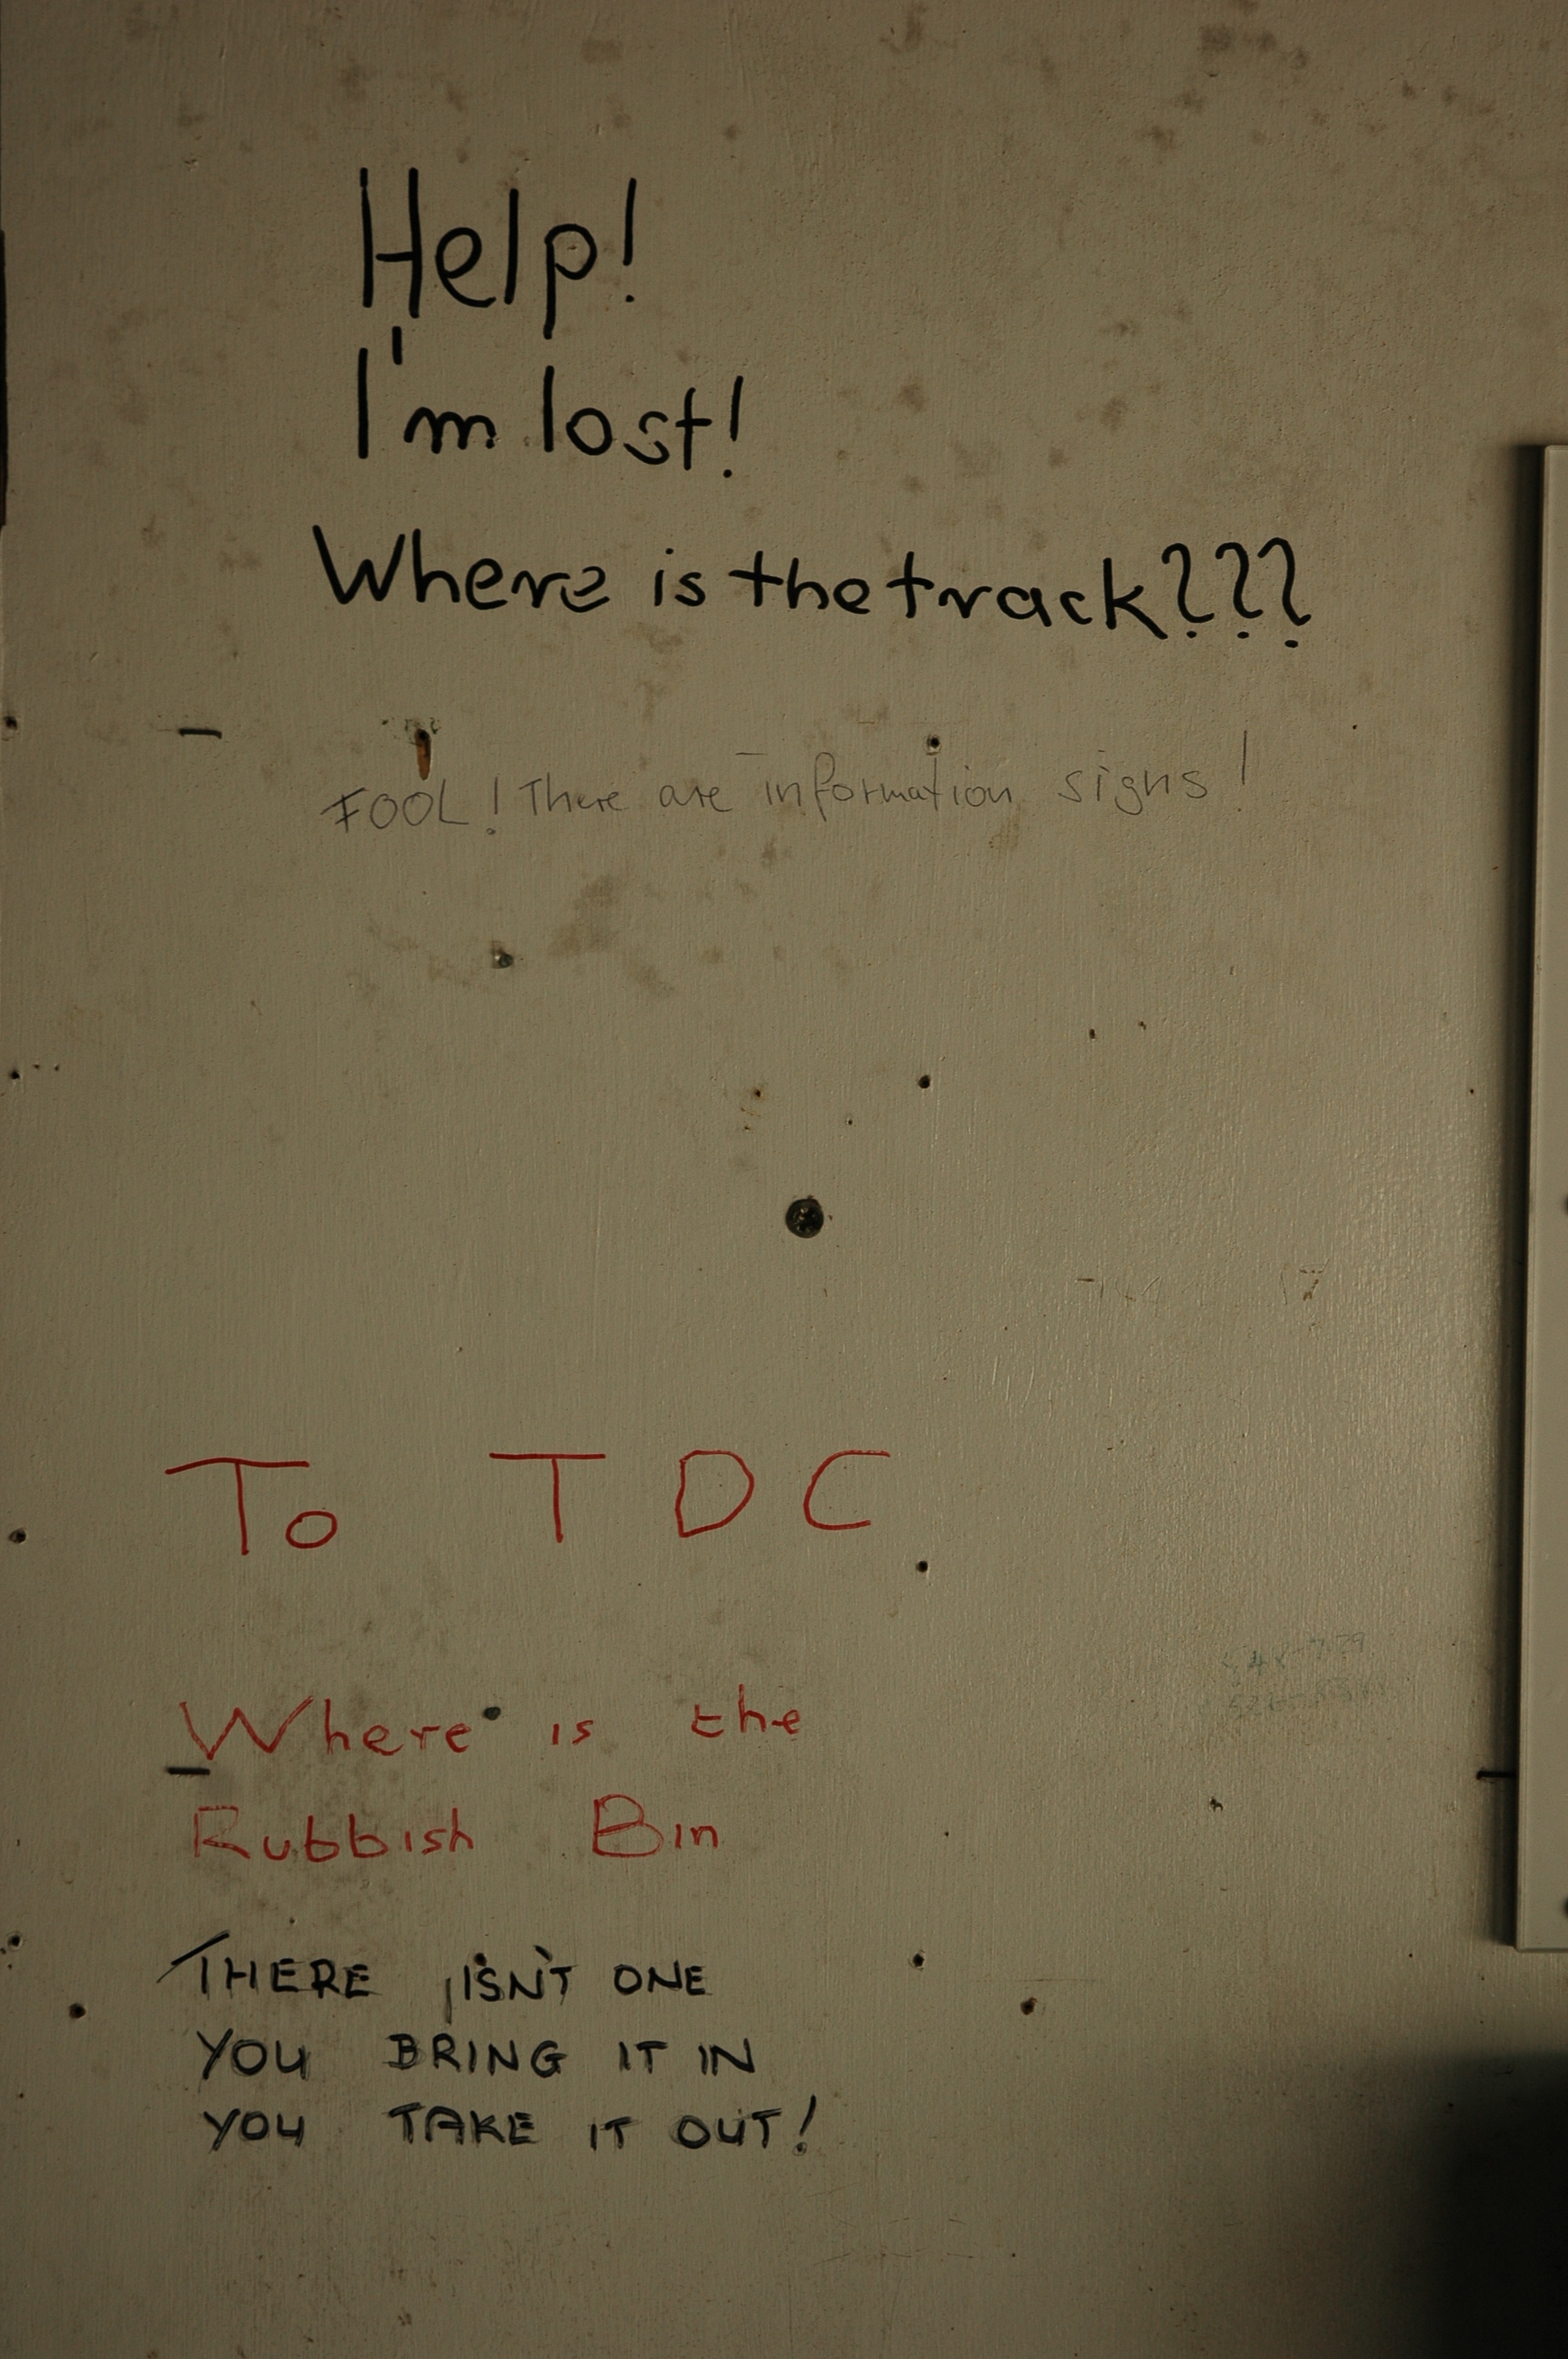 Help!
I'm lost!
Where is the track???
FOOL! There are information signs!
To TDC
Where is the
Rubbish Bin
THERE ISN'T ONE
YOU BRING IT IN
YOU TAKE IT OUT!